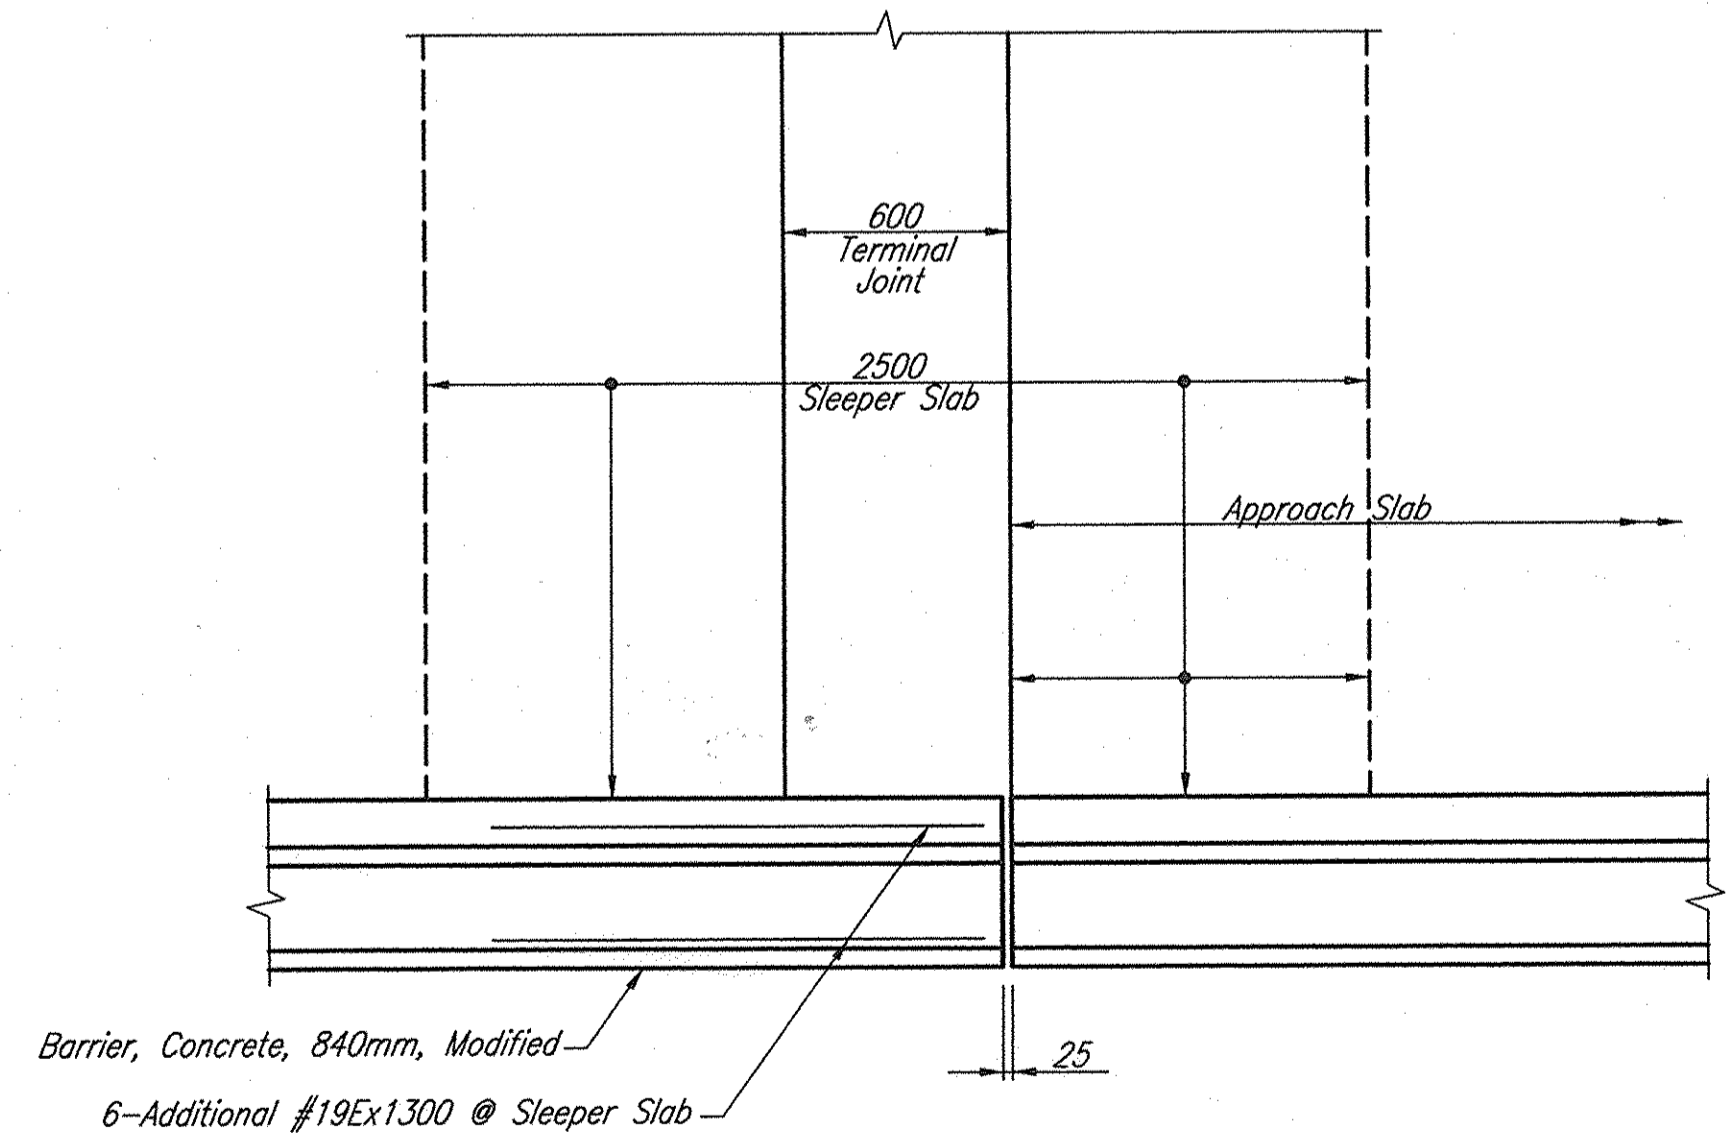 600
Terminal
Joint
2500
Sleeper Slab
Approach Slab
Barrier, Concrete, 840mm, Modified
25
6-Additional #19Ex1300 @ Sleeper Slab